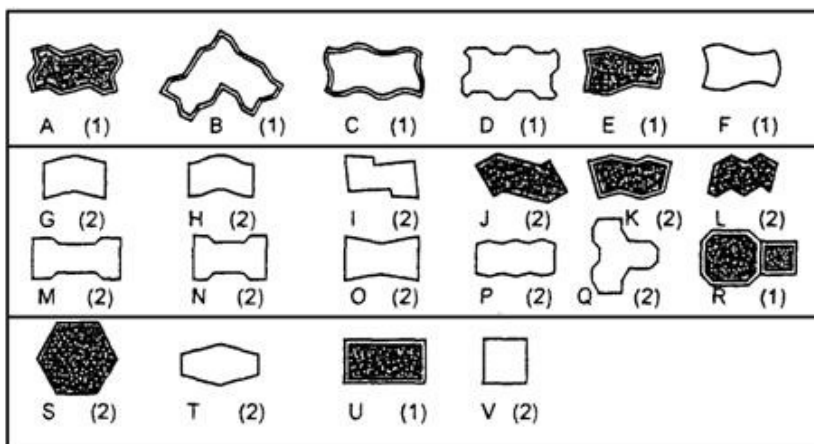 A (1) B (1) C (1) D (1) E (1) F (1)
G (2) H (2) I (2) J (2) K (2) L (2)
M (2) N (2) O (2) P (2) Q (2) R (1)
S (2) T (2) U (1) V (2)